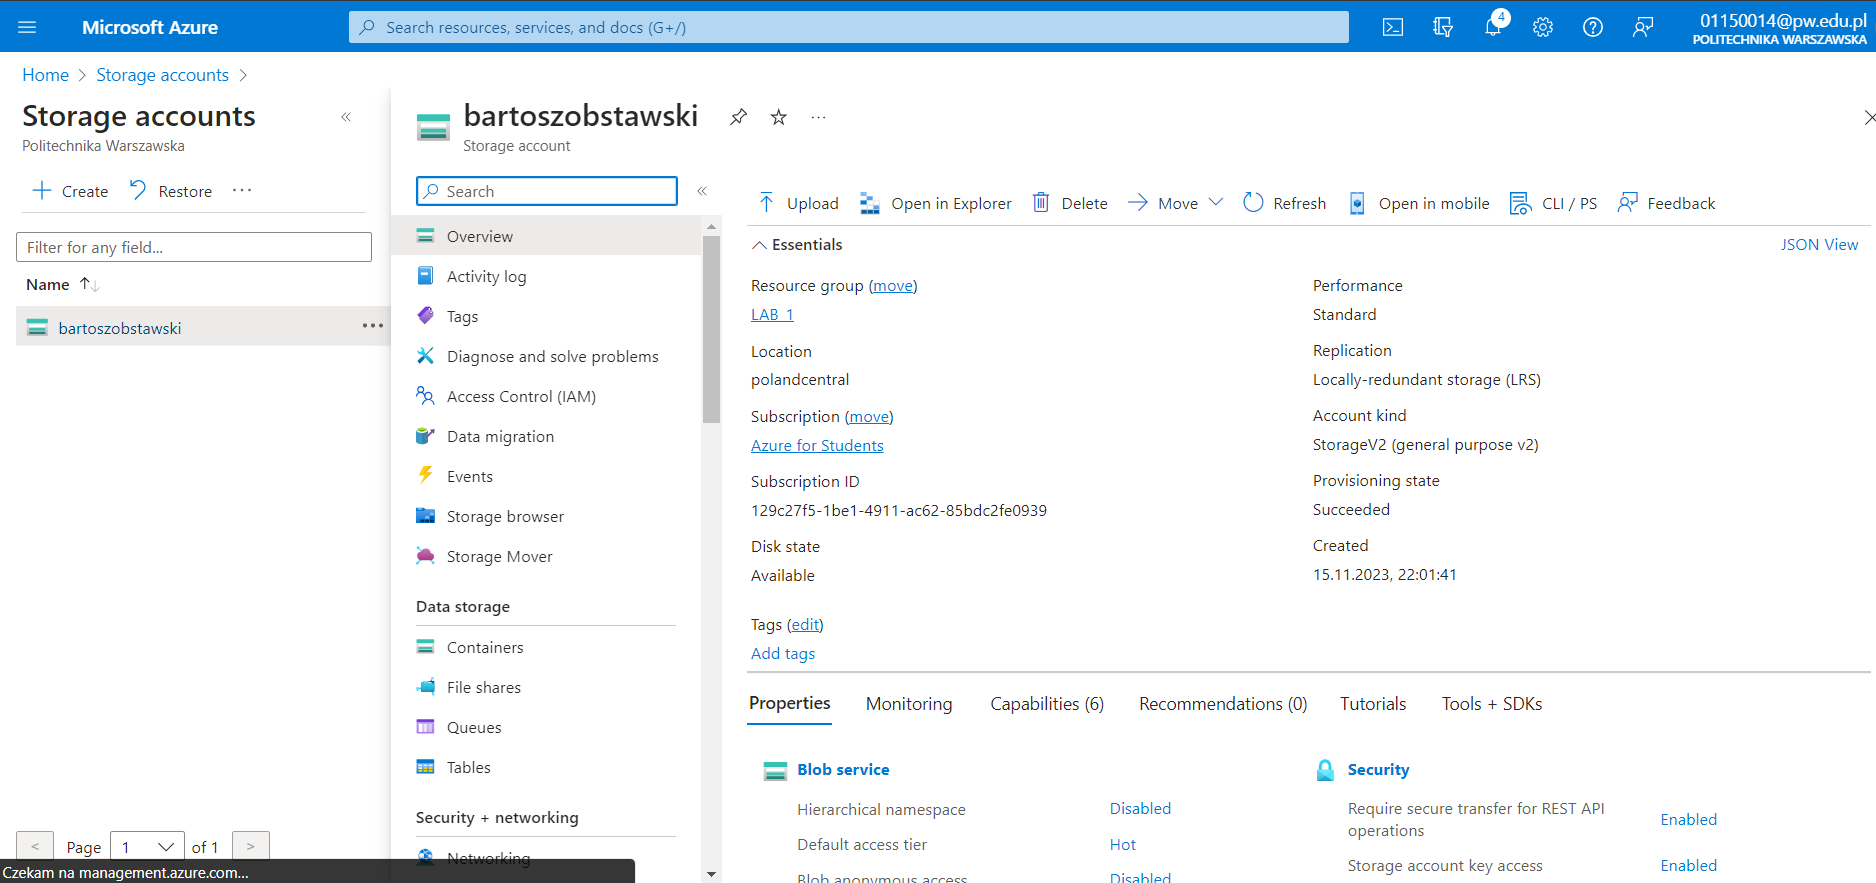 Microsoft Azure
Search resources, services, and docs (G+/)
4
01150014@pw.edu.pl
POLITECHNIKA WARSZAWSKA
Home > Storage accounts >
Storage accounts
Politechnika Warszawska
Create
Restore
Filter for any field...
Name
bartoszobstawski
Page
1
of 1
Czekam na management.azure.com...
bartoszobstawski
Storage account
Search
Overview
Activity log
Tags
Diagnose and solve problems
Access Control (IAM)
Data migration
Events
Storage browser
Storage Mover
Data storage
Containers
File shares
Queues
Tables
Security + networking
Networking
Upload
Open in Explorer
Delete
Move
Refresh
Open in mobile
CLI / PS
Feedback
Essentials
JSON View
Resource group (move)
LAB_1
Location
polandcentral
Subscription (move)
Azure for Students
Subscription ID
129c27f5-1be1-4911-ac62-85bdc2fe0939
Disk state
Available
Performance
Standard
Replication
Locally-redundant storage (LRS)
Account kind
StorageV2 (general purpose v2)
Provisioning state
Succeeded
Created
15.11.2023, 22:01:41
Tags (edit)
Add tags
Properties
Monitoring
Capabilities (6)
Recommendations (0)
Tutorials
Tools + SDKs
Blob service
Hierarchical namespace
Disabled
Default access tier
Hot
Blob anonymous access
Disabled
Security
Require secure transfer for REST API
operations
Enabled
Storage account key access
Enabled